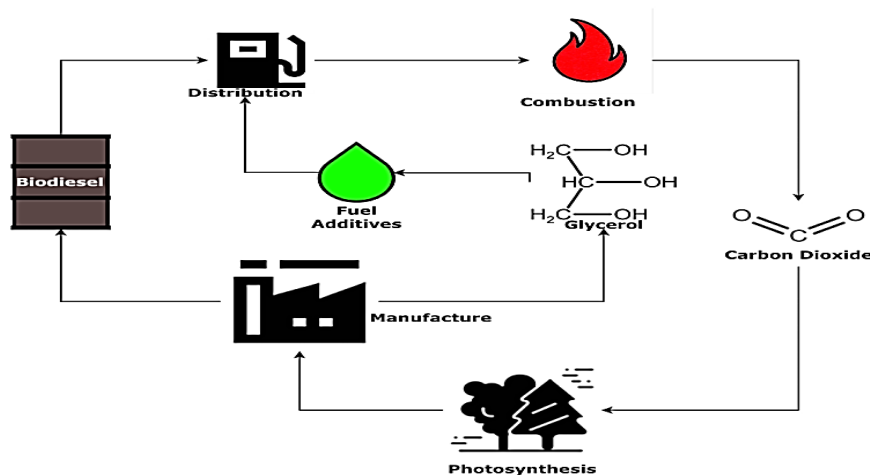 Distribution
Combustion
H₂C OH
Biodiesel
HC OH
Fuel
Additives
H₂C OH
Glycerol
O O
C
Carbon Dioxide
Manufacture
Photosynthesis